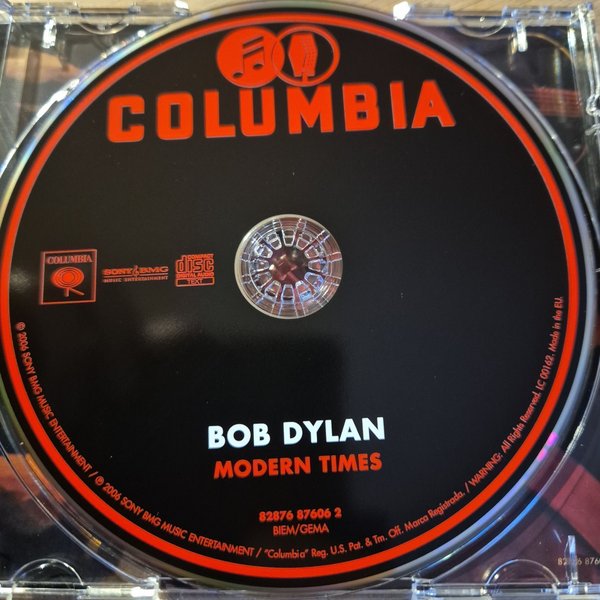 COLUMBIA
COLUMBIA
SONY BMG
MUSIC ENTERTAINMENT
COMPACT
disc
DIGITAL AUDIO
TEXT
BOB DYLAN
MODERN TIMES
82876 87606 2
BIEM/GEMA
℗ 2006 SONY BMG MUSIC ENTERTAINMENT / © 2006 SONY BMG MUSIC ENTERTAINMENT / "Columbia" Reg. U.S. Pat. & Tm. Off. Marca Registrada. / WARNING: All Rights Reserved. LC 00162. Made in the E.U.